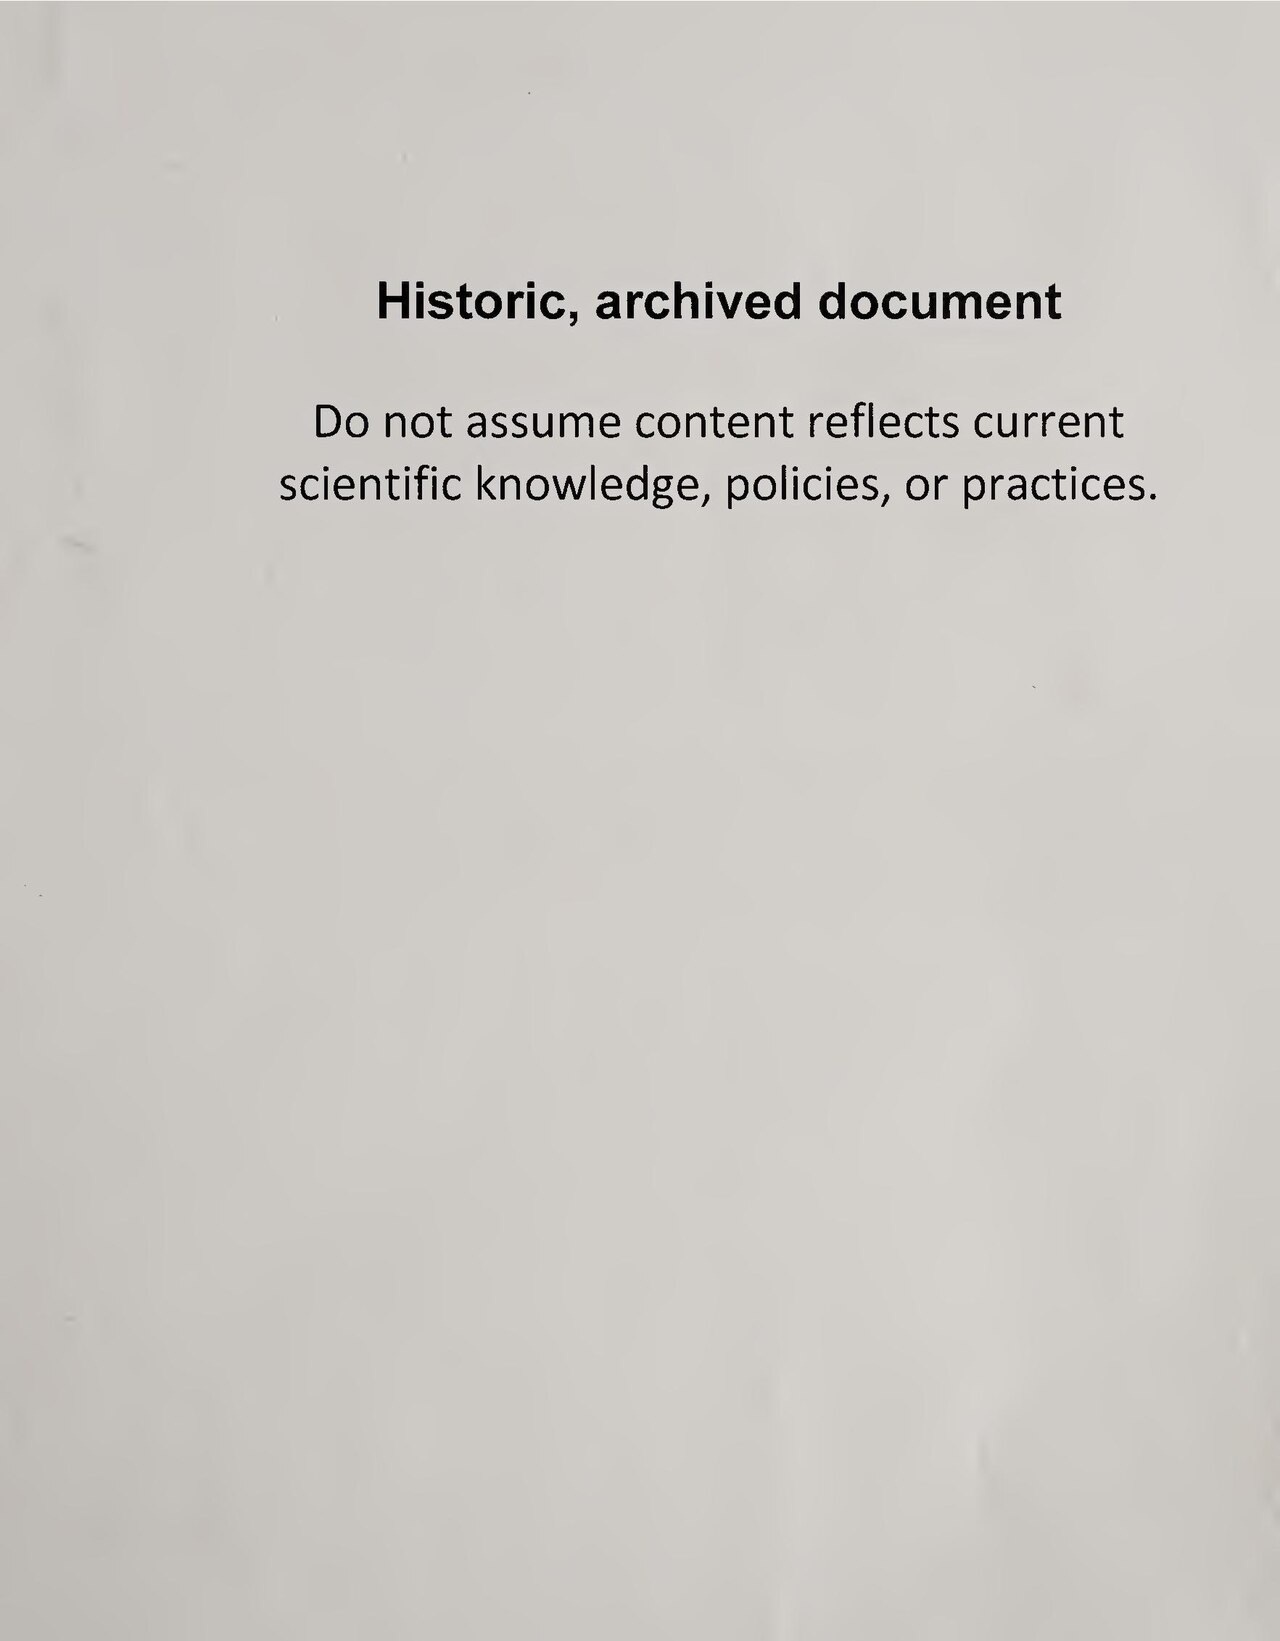 Historic, archived document
Do not assume content reflects current
scientific knowledge, policies, or practices.